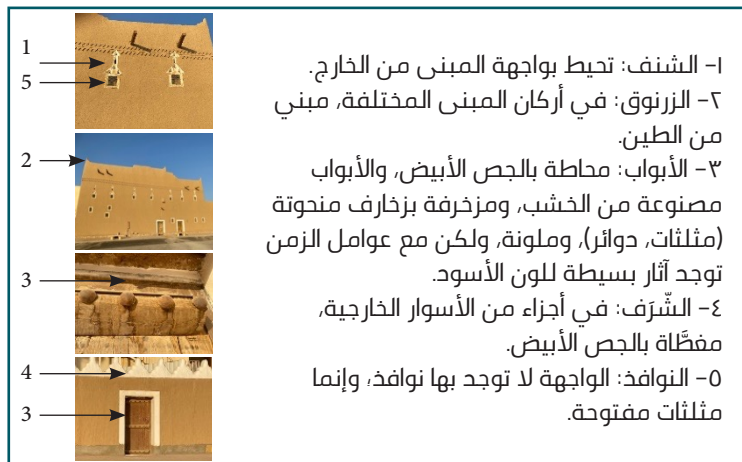 ١- الشنف: تحيط بواجهة المبنى من الخارج.
٢- الزرنوق: في أركان المبنى المختلفة، مبني
من الطين.
٣- الأبواب: محاطة بالجص الأبيض، والأبواب
مصنوعة من الخشب، ومزخرفة بزخارف منحوتة
(مثلثات، دوائر)، وملونة، ولكن مع عوامل الزمن
توجد آثار بسيطة للون الأسود.
٤- الشّرَف: في أجزاء من الأسوار الخارجية،
مغطَّاة بالجص الأبيض.
٥- النوافذ: الواجهة لا توجد بها نوافذ، وإنما
مثلثات مفتوحة.
1
5
2
3
4
3